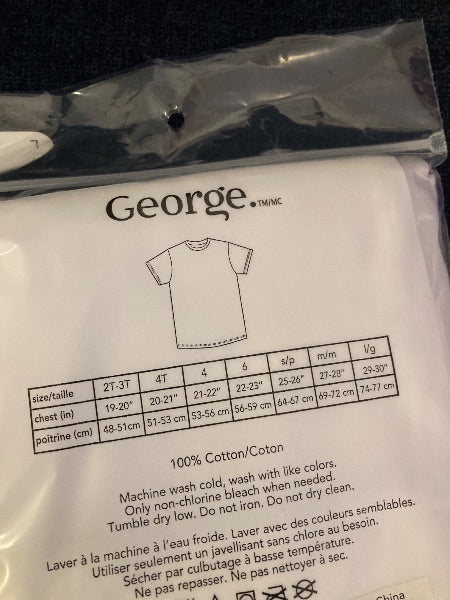 George.TM/MC
size/taille 2T-3T 4T 4 6 s/p m/m l/g
chest (in) 19-20" 20-21" 21-22" 22-23" 25-26" 27-28" 29-30"
poitrine (cm) 48-51cm 51-53 cm 53-56 cm 56-59 cm 64-67 cm 69-72 cm 74-77 cm
100% Cotton/Coton
Machine wash cold, wash with like colors.
Only non-chlorine bleach when needed.
Tumble dry low. Do not iron. Do not dry clean.
Laver à la machine à l'eau froide. Laver avec des couleurs semblables.
Utiliser seulement un javellisant sans chlore au besoin.
Sécher par culbutage à basse température.
Ne pas repasser. Ne pas nettoyer à sec.
China